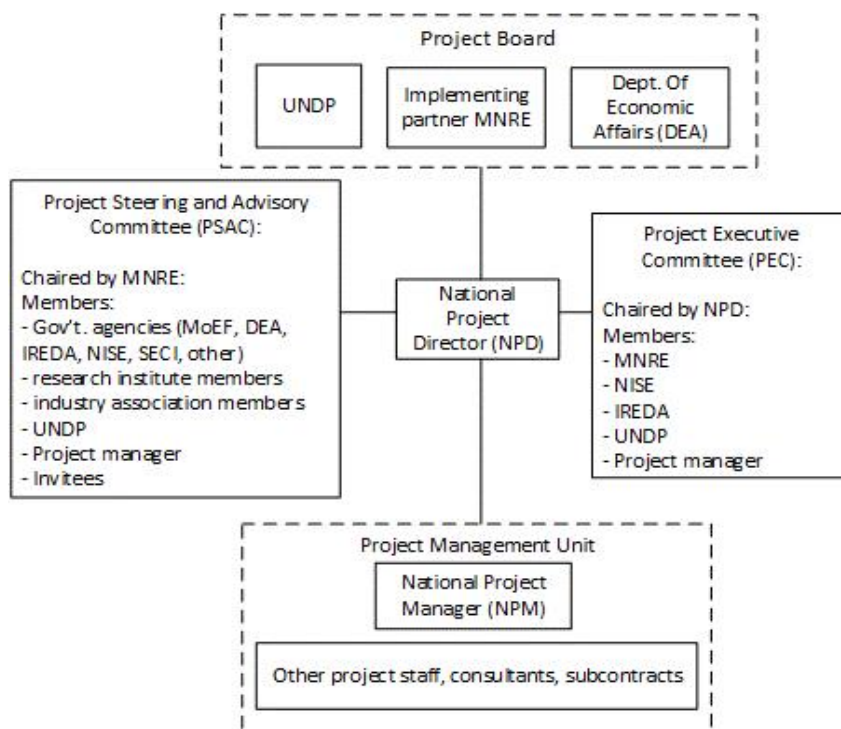 Project Board
UNDP
Implementing
partner MNRE
Dept. Of
Economic
Affairs (DEA)
Project Steering and Advisory
Committee (PSAC):
Chaired by MNRE:
Members:
- Gov't. agencies (MoEF, DEA,
IREDA, NISE, SECI, other)
- research institute members
- industry association members
- UNDP
- Project manager
- Invitees
National
Project
Director (NPD)
Project Executive
Committee (PEC):
Chaired by NPD:
Members:
- MNRE
- NISE
- IREDA
- UNDP
- Project manager
Project Management Unit
National Project
Manager (NPM)
Other project staff, consultants, subcontracts